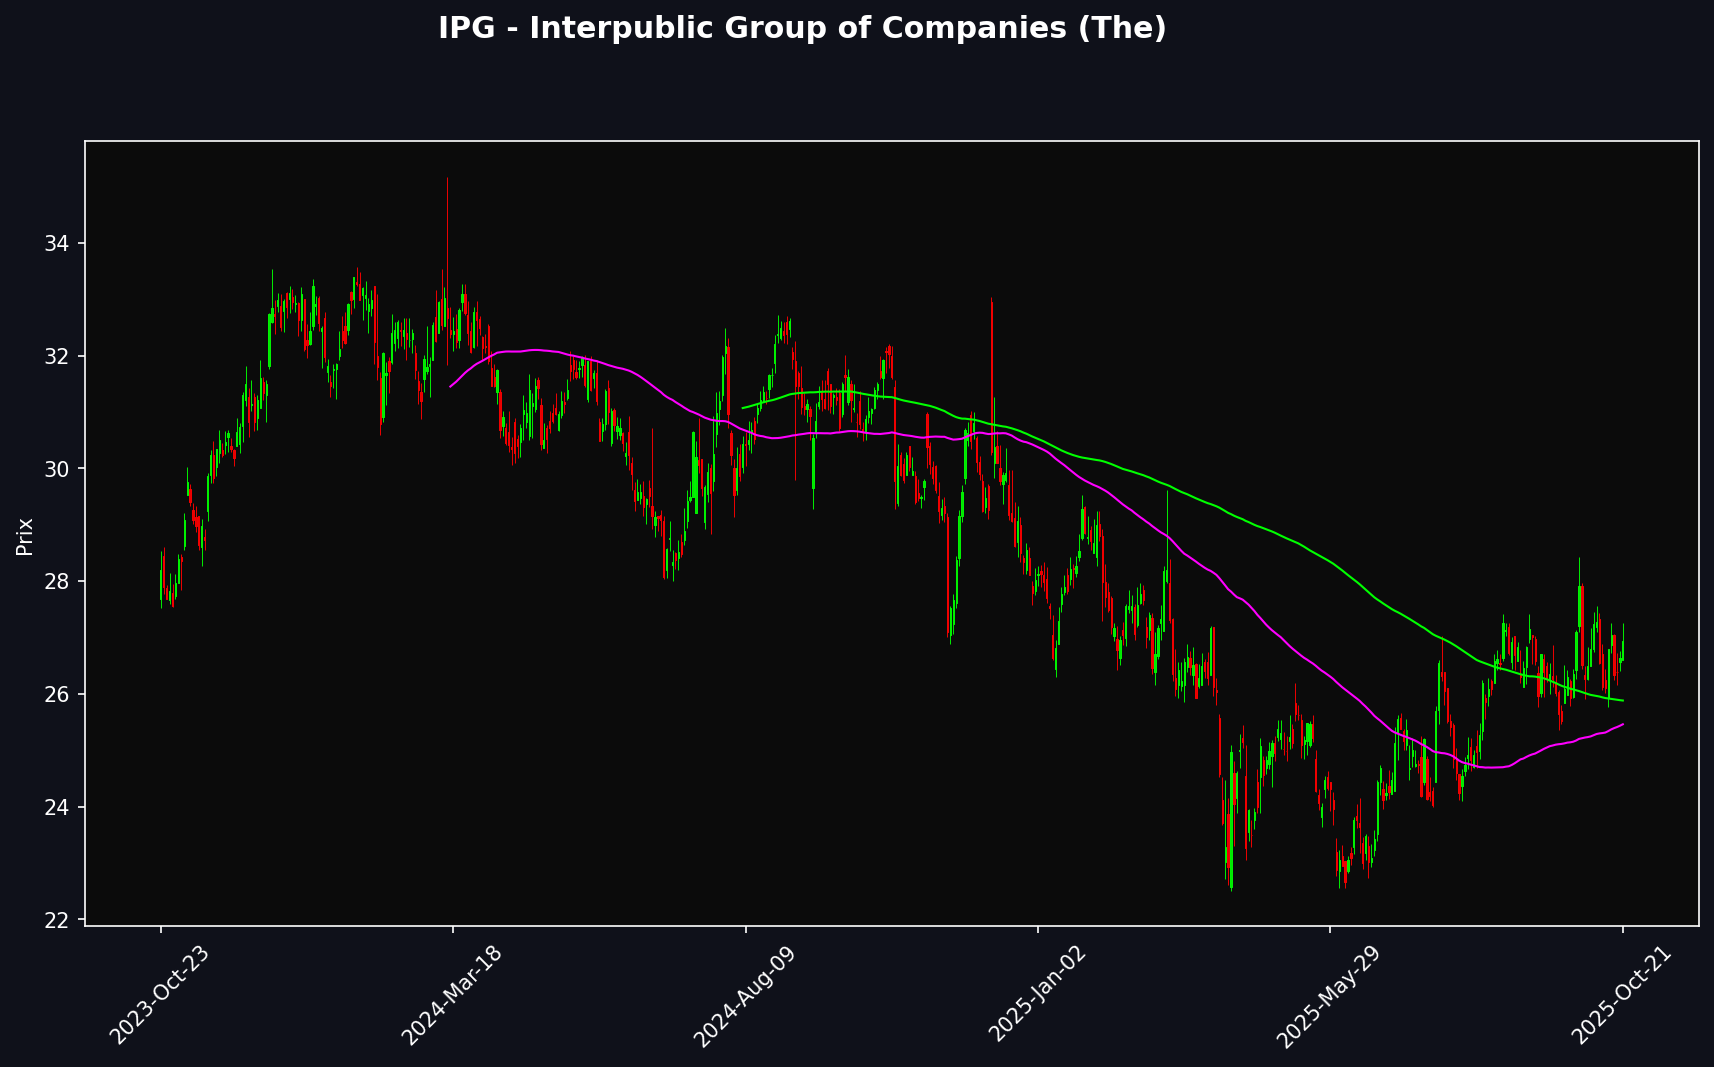 IPG - Interpublic Group of Companies (The)
Prix
34
32
30
28
26
24
22
2023-Oct-23
2024-Mar-18
2024-Aug-09
2025-Jan-02
2025-May-29
2025-Oct-21